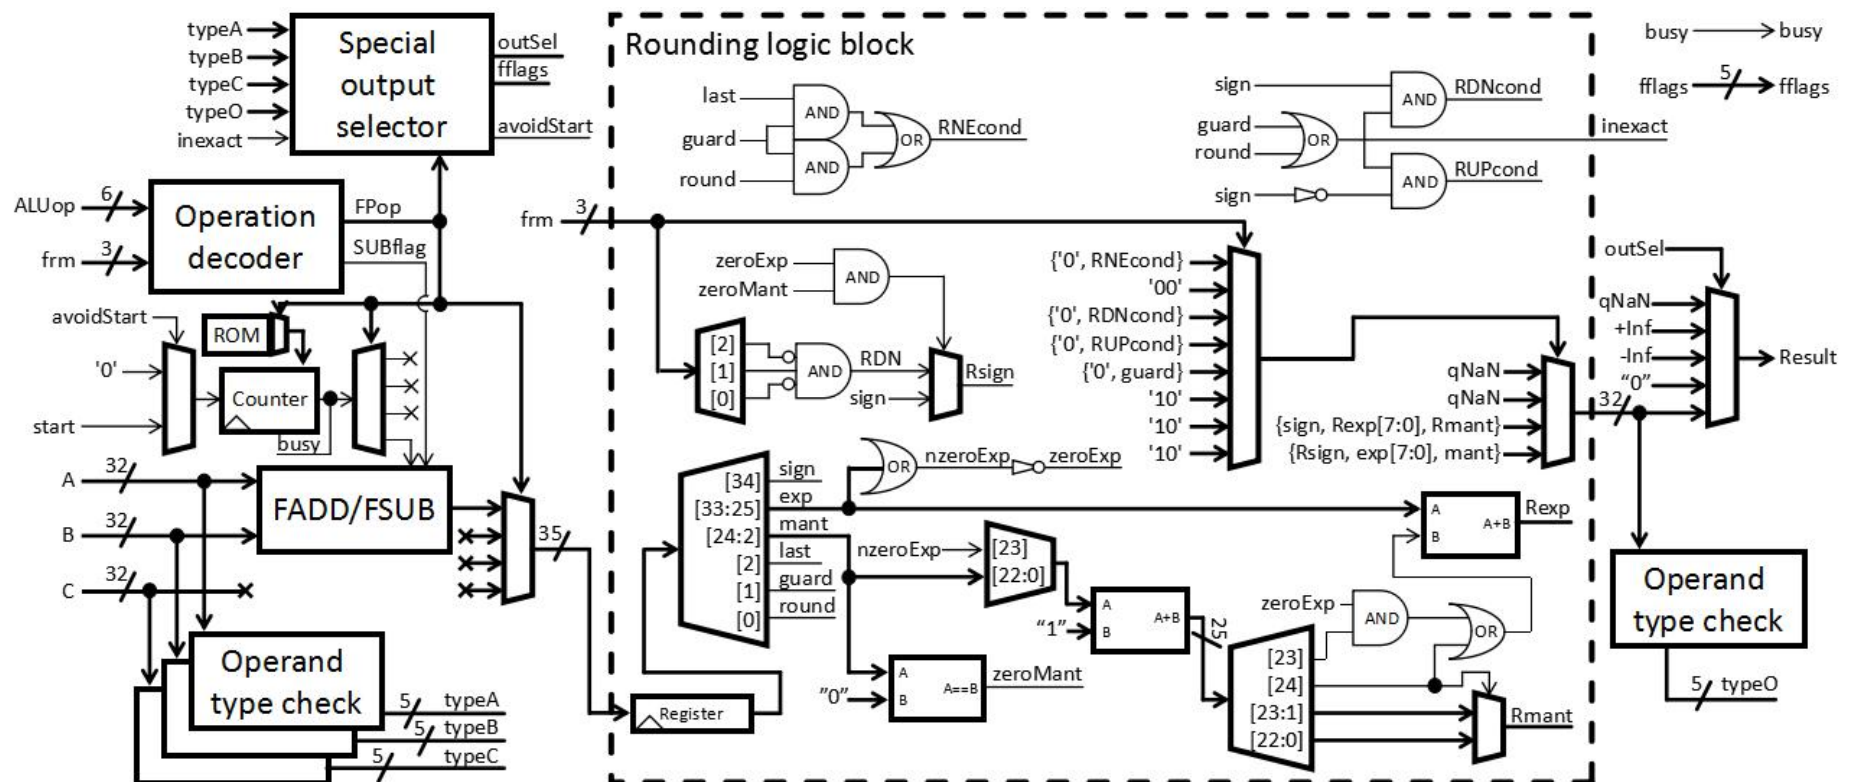 typeA
typeB
typeC
typeO
inexact
Special
output
selector
outSel
fflags
avoidStart
ALUop
6
frm
3
Operation
decoder
FPop
SUBflag
avoidStart
'0'
start
ROM
Counter
busy
A
32
B
32
C
32
FADD/FSUB
35
Operand
type check
5
typeA
5
typeB
5
typeC
Rounding logic block
last
guard
round
AND
AND
OR
RNEcond
sign
guard
round
sign
OR
AND
AND
RDNcond
inexact
RUPcond
frm
3
zeroExp
zeroMant
AND
[2]
[1]
[0]
AND
RDN
sign
Rsign
{'0', RNEcond}
'00'
{'0', RDNcond}
{'0', RUPcond}
{'0', guard}
'10'
'10'
'10'
qNaN
qNaN
{sign, Rexp[7:0], Rmant}
{Rsign, exp[7:0], mant}
OR
nzeroExp
zeroExp
[34]
[33:25]
[24:2]
[2]
[1]
[0]
sign
exp
mant
last
guard
round
nzeroExp
[23]
[22:0]
"1"
A
B
A+B
25
A
B
A+B
Rexp
zeroExp
AND
OR
[23]
[24]
[23:1]
[22:0]
Rmant
"0"
A
B
A==B
zeroMant
Register
busy
busy
fflags
5
fflags
outSel
qNaN
+Inf
-Inf
"0"
32
Result
Operand
type check
5
typeO